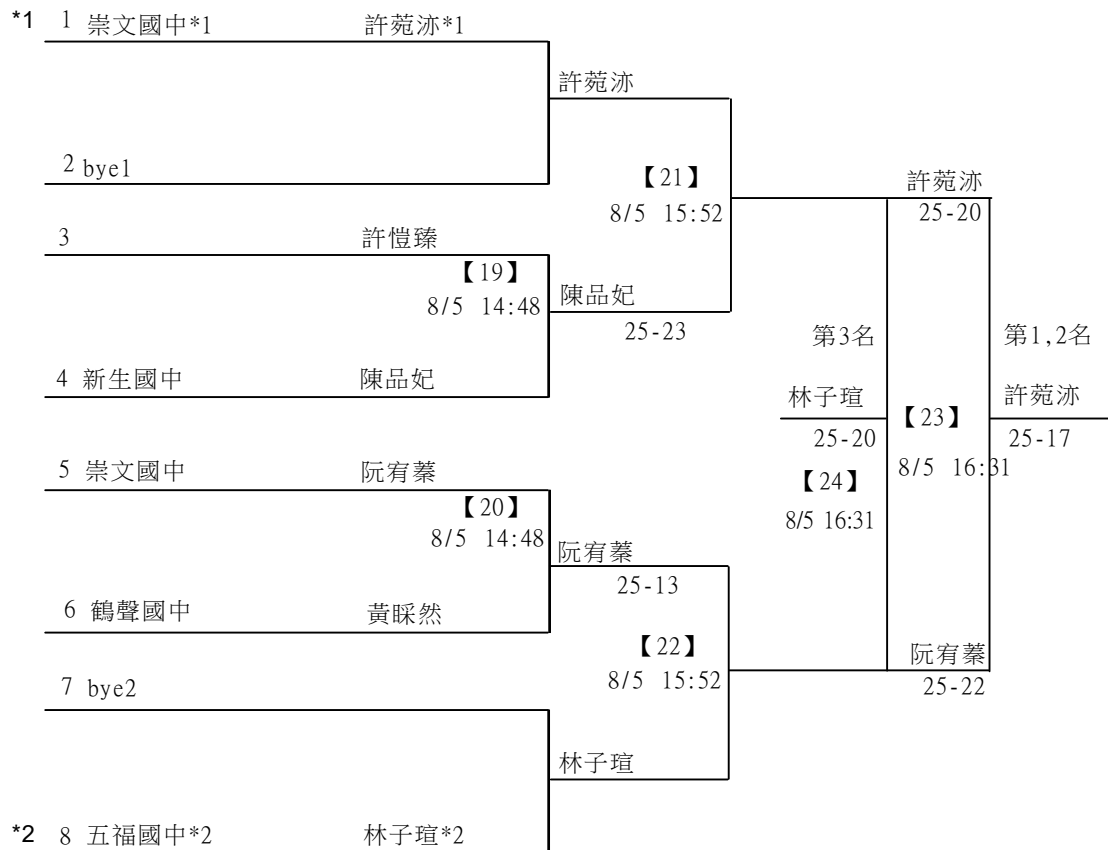 *1 1 崇文國中*1 許菀沛*1
許菀沛
2 bye1
【21】
8/5 15:52
許菀沛
25-20
3 許愷臻
【19】
8/5 14:48
陳品妃
25-23
第3名
第1,2名
4 新生國中 陳品妃
林子瑄
25-20
【23】
8/5 16:31
許菀沛
25-17
5 崇文國中 阮宥蓁
【24】
8/5 16:31
【20】
8/5 14:48
阮宥蓁
25-13
6 鶴聲國中 黃睬然
【22】
8/5 15:52
阮宥蓁
25-22
7 bye2
林子瑄
*2 8 五福國中*2 林子瑄*2